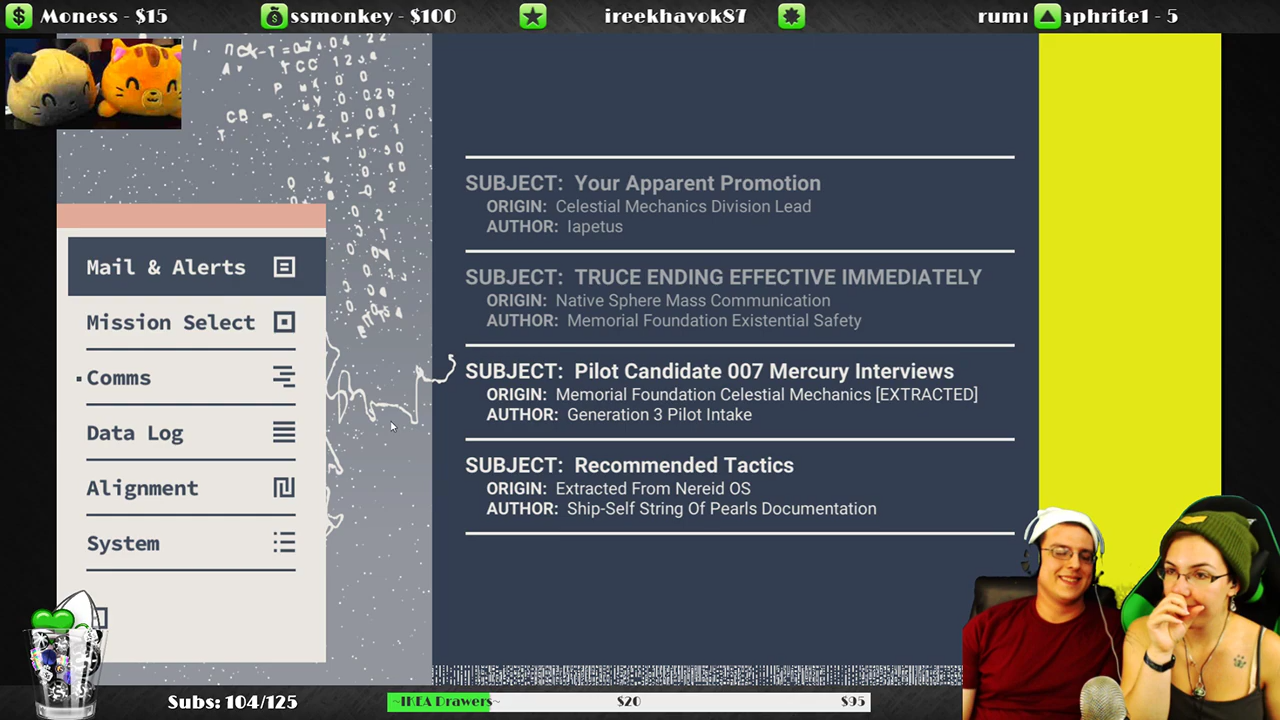 Moness - $15
ssmonkey - $100
ireekhavok87
aphrite1 - 5
SUBJECT: Your Apparent Promotion
ORIGIN: Celestial Mechanics Division Lead
AUTHOR: Iapetus
SUBJECT: TRUCE ENDING EFFECTIVE IMMEDIATELY
ORIGIN: Native Sphere Mass Communication
AUTHOR: Memorial Foundation Existential Safety
SUBJECT: Pilot Candidate 007 Mercury Interviews
ORIGIN: Memorial Foundation Celestial Mechanics [EXTRACTED]
AUTHOR: Generation 3 Pilot Intake
SUBJECT: Recommended Tactics
ORIGIN: Extracted From Nereid OS
AUTHOR: Ship-Self String Of Pearls Documentation
Mail & Alerts
Mission Select
Comms
Data Log
Alignment
System
Subs: 104/125
~IKEA Drawers~
$20
$95